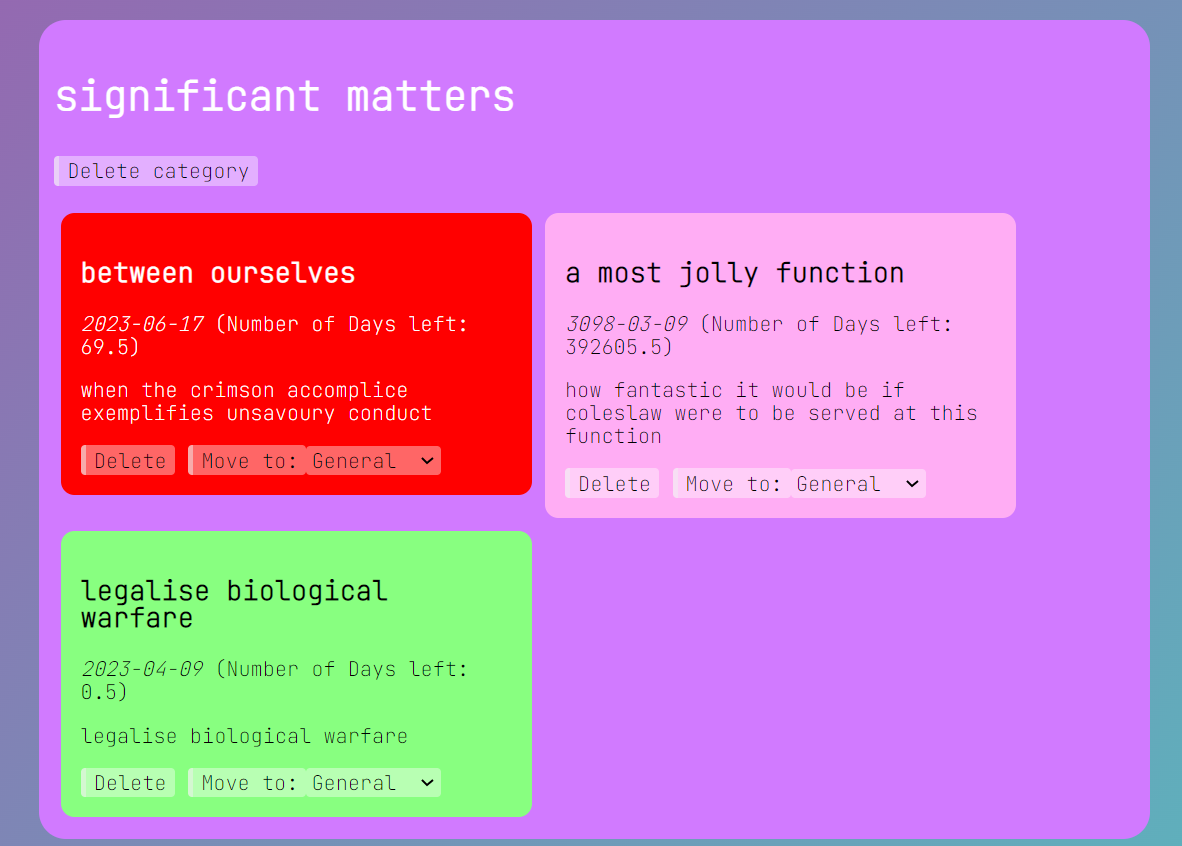 significant matters
Delete category
between ourselves
2023-06-17 (Number of Days left:
69.5)
when the crimson accomplice
exemplifies unsavoury conduct
Delete
Move to: General
a most jolly function
3098-03-09 (Number of Days left:
392605.5)
how fantastic it would be if
coleslaw were to be served at this
function
Delete
Move to: General
legalise biological
warfare
2023-04-09 (Number of Days left:
0.5)
legalise biological warfare
Delete
Move to: General